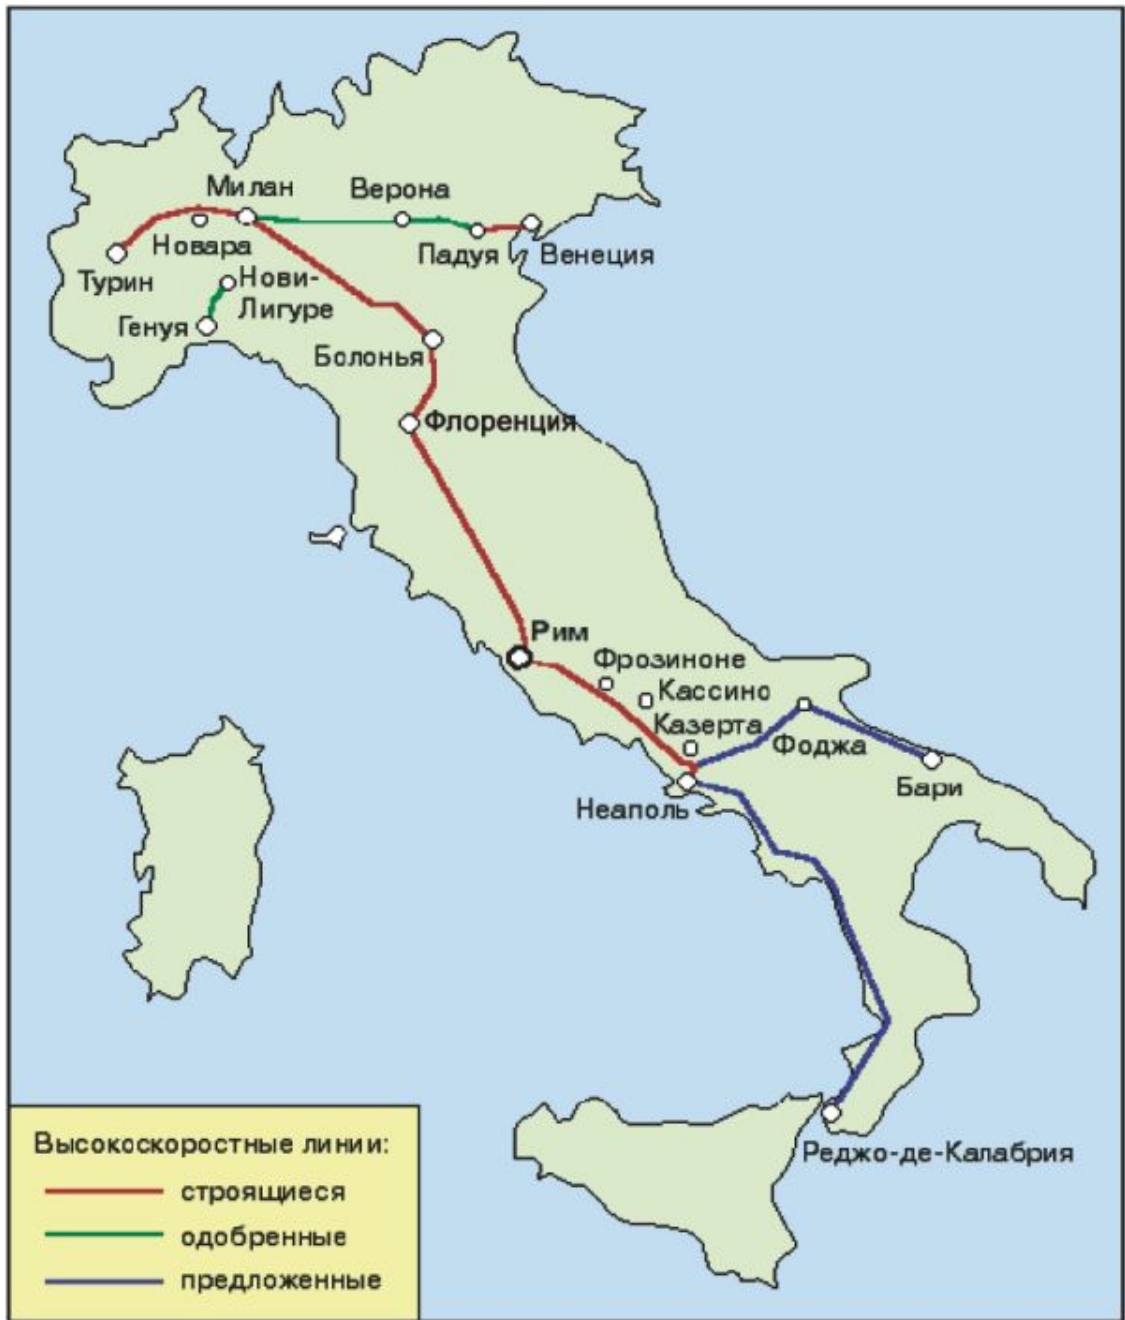 Милан
Верона
Новара
Падуя
Венеция
Турин
Нови-
Лигуре
Генуя
Болонья
Флоренция
Рим
Фрозиноне
Кассино
Казерта
Фоджа
Бари
Неаполь
Реджо-де-Калабрия
Высокоскоростные линии:
строящиеся
одобренные
предложенные